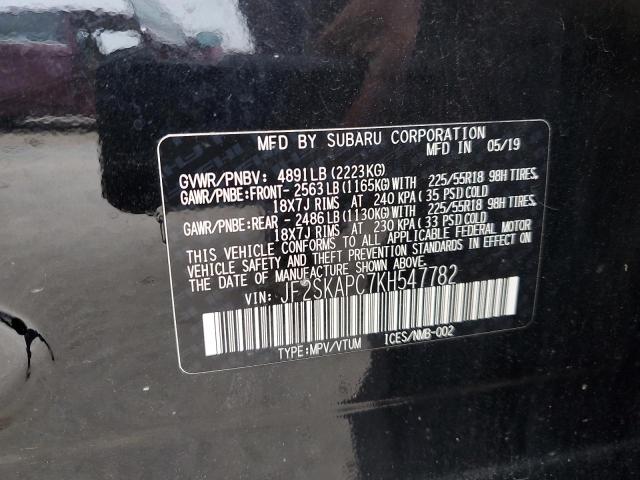 MFD BY SUBARU CORPORATION
MFD IN 05/19
GVWR/PNBV: 4891LB (2223KG)
GAWR/PNBE:FRONT- 2563LB(1165KG)WITH 225/55R18 98H TIRES,
18X7J RIMS AT 240 KPA( 35 PSI)COLD
GAWR/PNBE:REAR - 2486LB(1130KG)WITH 225/55R18 98H TIRES,
18X7J RIMS AT 230 KPA( 33 PSI)COLD
THIS VEHICLE CONFORMS TO ALL APPLICABLE FEDERAL MOTOR
VEHICLE SAFETY AND THEFT PREVENTION STANDARDS IN EFFECT ON
THE DATE OF MANUFACTURE SHOWN ABOVE.
VIN: JF2SKAPC7KH547782
TYPE:MPV/VTUM ICES/NMB-002